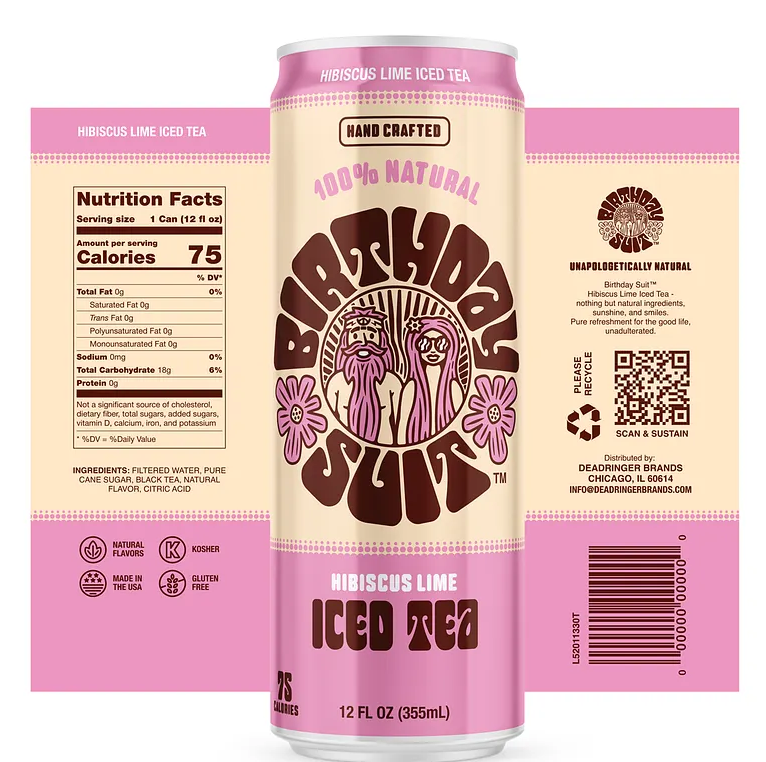 HIBISCUS LIME ICED TEA
Nutrition Facts
Serving size 1 Can (12 fl oz)
Amount per serving
Calories 75
% DV*
Total Fat 0g 0%
Saturated Fat 0g
Trans Fat 0g
Polyunsaturated Fat 0g
Monounsaturated Fat 0g
Sodium 0mg 0%
Total Carbohydrate 18g 6%
Protein 0g
Not a significant source of cholesterol,
dietary fiber, total sugars, added sugars,
vitamin D, calcium, iron, and potassium
* %DV = %Daily Value
INGREDIENTS: FILTERED WATER, PURE
CANE SUGAR, BLACK TEA, NATURAL
FLAVOR, CITRIC ACID
NATURAL
FLAVORS
K KOSHER
MADE IN
THE USA
GLUTEN
FREE
HIBISCUS LIME ICED TEA
HAND CRAFTED
100% NATURAL
BIRTHDAY
SUIT™
HIBISCUS LIME
ICED TEA
75
CALORIES
12 FL OZ (355mL)
BIRTHDAY
SUIT™
UNAPOLOGETICALLY NATURAL
Birthday Suit™
Hibiscus Lime Iced Tea -
nothing but natural ingredients,
sunshine, and smiles.
Pure refreshment for the good life,
unadulterated.
PLEASE
RECYCLE
SCAN & SUSTAIN
Distributed by:
DEADRINGER BRANDS
CHICAGO, IL 60614
INFO@DEADRINGERBRANDS.COM
L52011330T
0 00000 00000 0